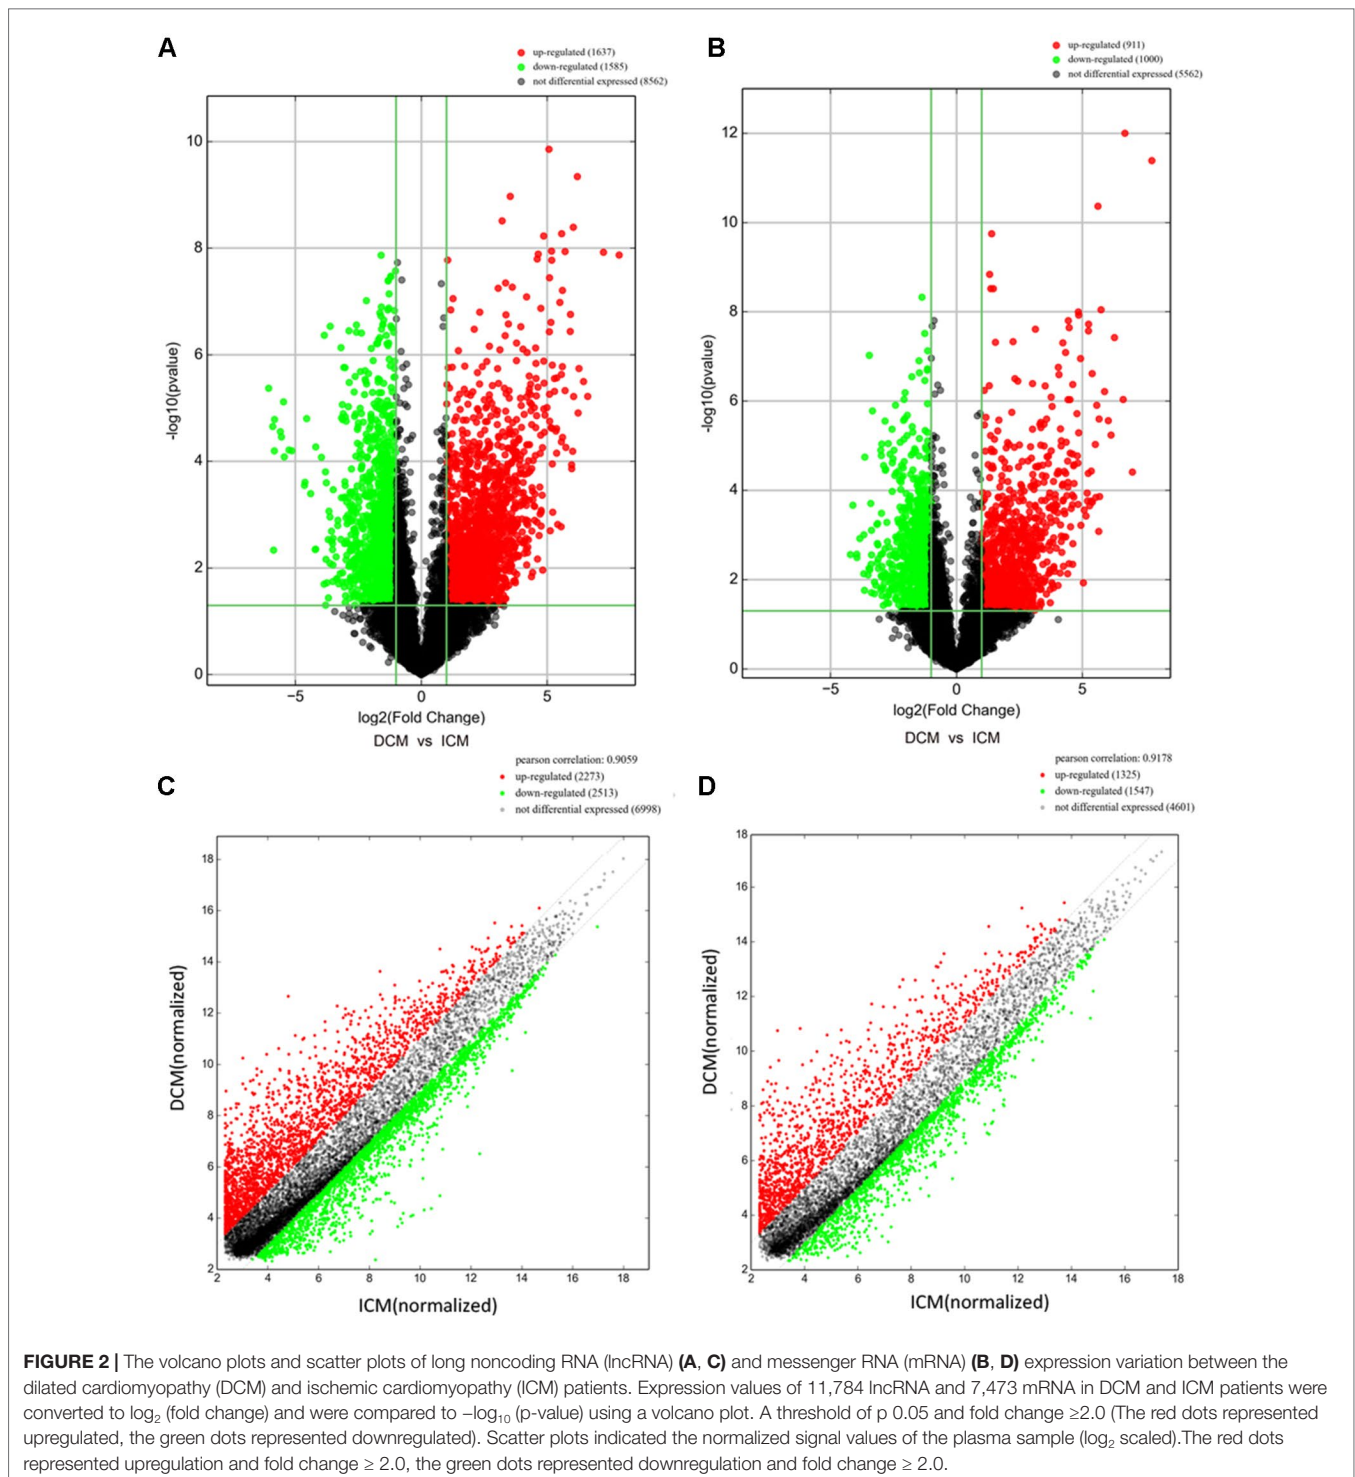 A
up-regulated (1637)
down-regulated (1585)
not differential expressed (8562)
10
8
6
4
2
0
-log10(pvalue)
−5 0 5
log2(Fold Change)
DCM vs ICM
B
up-regulated (911)
down-regulated (1000)
not differential expressed (5562)
12
10
8
6
4
2
0
-log10(pvalue)
−5 0 5
log2(Fold Change)
DCM vs ICM
C
pearson correlation: 0.9059
up-regulated (2273)
down-regulated (2513)
not differential expressed (6998)
18
16
14
12
10
8
6
4
2
DCM(normalized)
2 4 6 8 10 12 14 16 18
ICM(normalized)
D
pearson correlation: 0.9178
up-regulated (1325)
down-regulated (1547)
not differential expressed (4601)
18
16
14
12
10
8
6
4
2
DCM(normalized)
2 4 6 8 10 12 14 16 18
ICM(normalized)
FIGURE 2 | The volcano plots and scatter plots of long noncoding RNA (lncRNA) (A, C) and messenger RNA (mRNA) (B, D) expression variation between the
dilated cardiomyopathy (DCM) and ischemic cardiomyopathy (ICM) patients. Expression values of 11,784 lncRNA and 7,473 mRNA in DCM and ICM patients were
converted to log₂ (fold change) and were compared to −log₁₀ (p-value) using a volcano plot. A threshold of p 0.05 and fold change ≥2.0 (The red dots represented
upregulated, the green dots represented downregulated). Scatter plots indicated the normalized signal values of the plasma sample (log₂ scaled).The red dots
represented upregulation and fold change ≥ 2.0, the green dots represented downregulation and fold change ≥ 2.0.